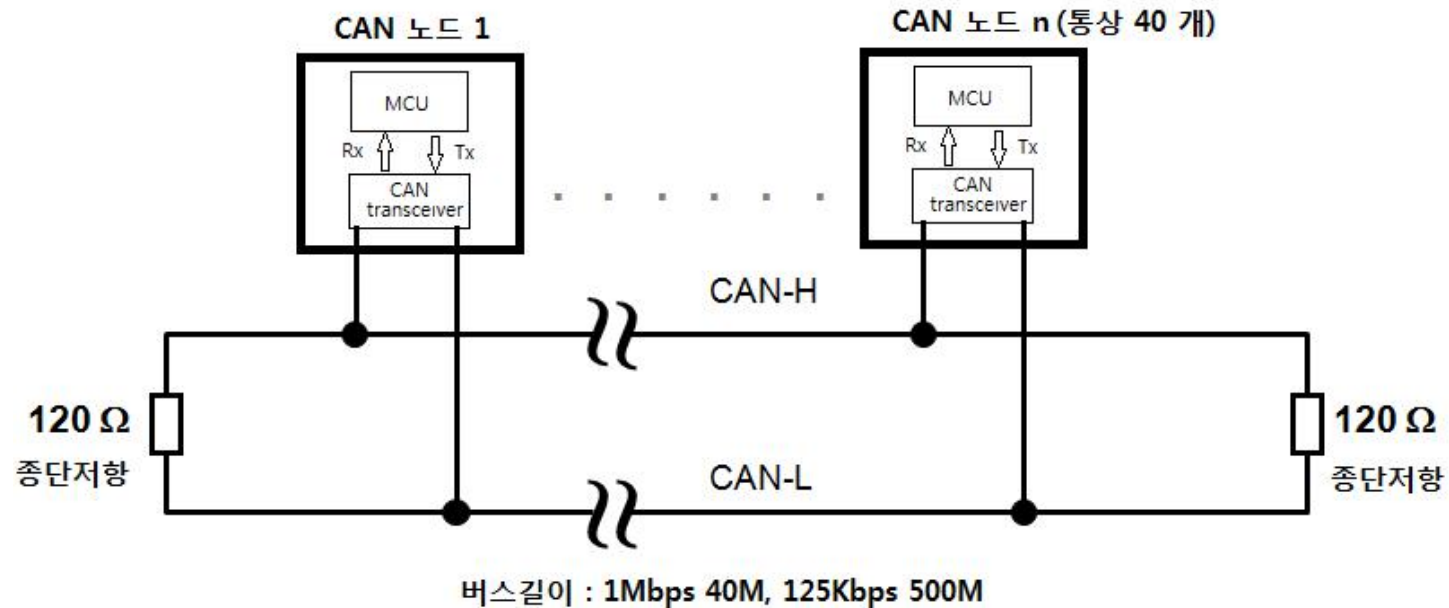 CAN 노드 1
CAN 노드 n (통상 40 개)
MCU
Rx
Tx
CAN
transceiver
MCU
Rx
Tx
CAN
transceiver
CAN-H
120 Ω
종단저항
120 Ω
종단저항
CAN-L
버스길이 : 1Mbps 40M, 125Kbps 500M